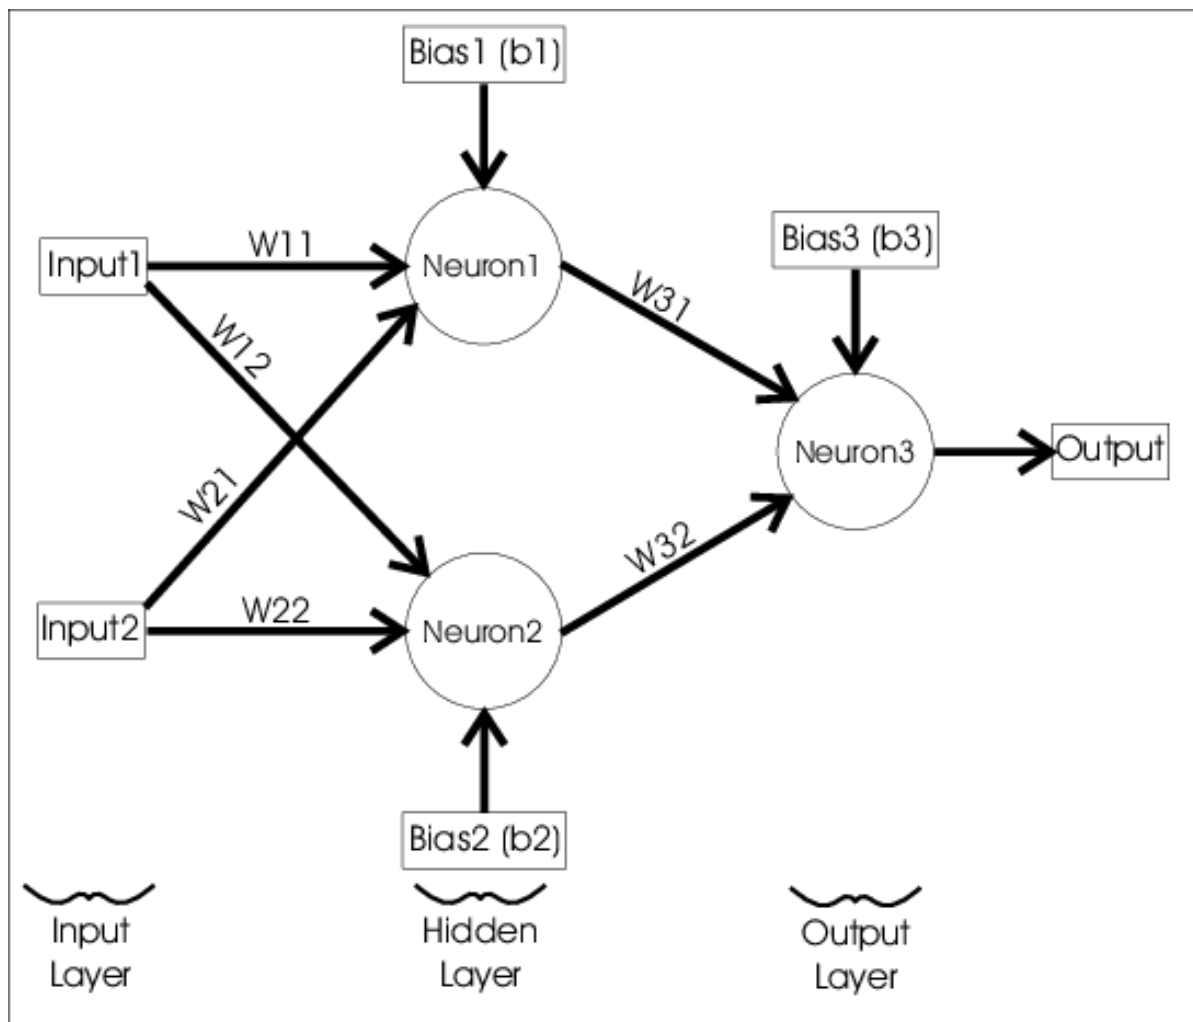 Bias1 (b1)
Input1
W11
Neuron1
Bias3 (b3)
W31
W12
W21
Neuron3
Output
W32
Input2
W22
Neuron2
Bias2 (b2)
Input
Layer
Hidden
Layer
Output
Layer